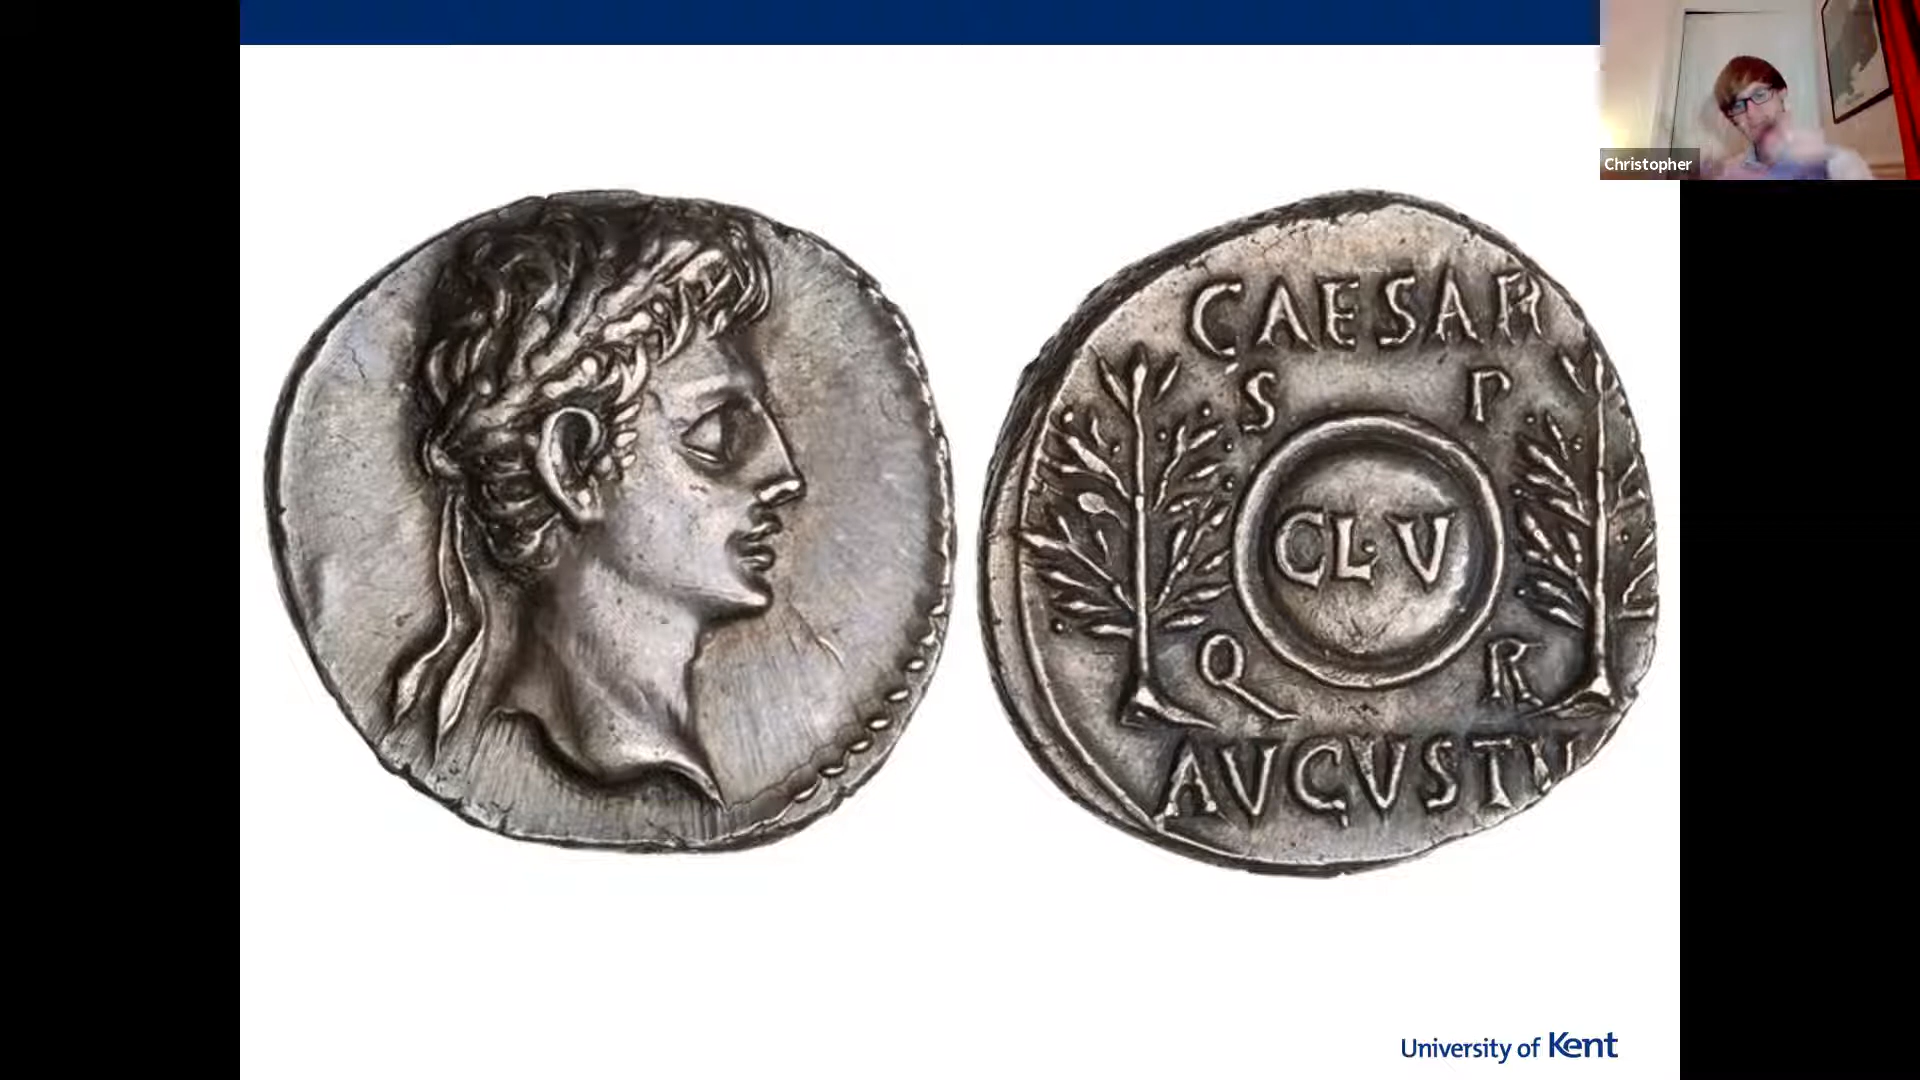 Christopher
CAESAR
S P
CL V
Q R
AVGVSTV
University of Kent